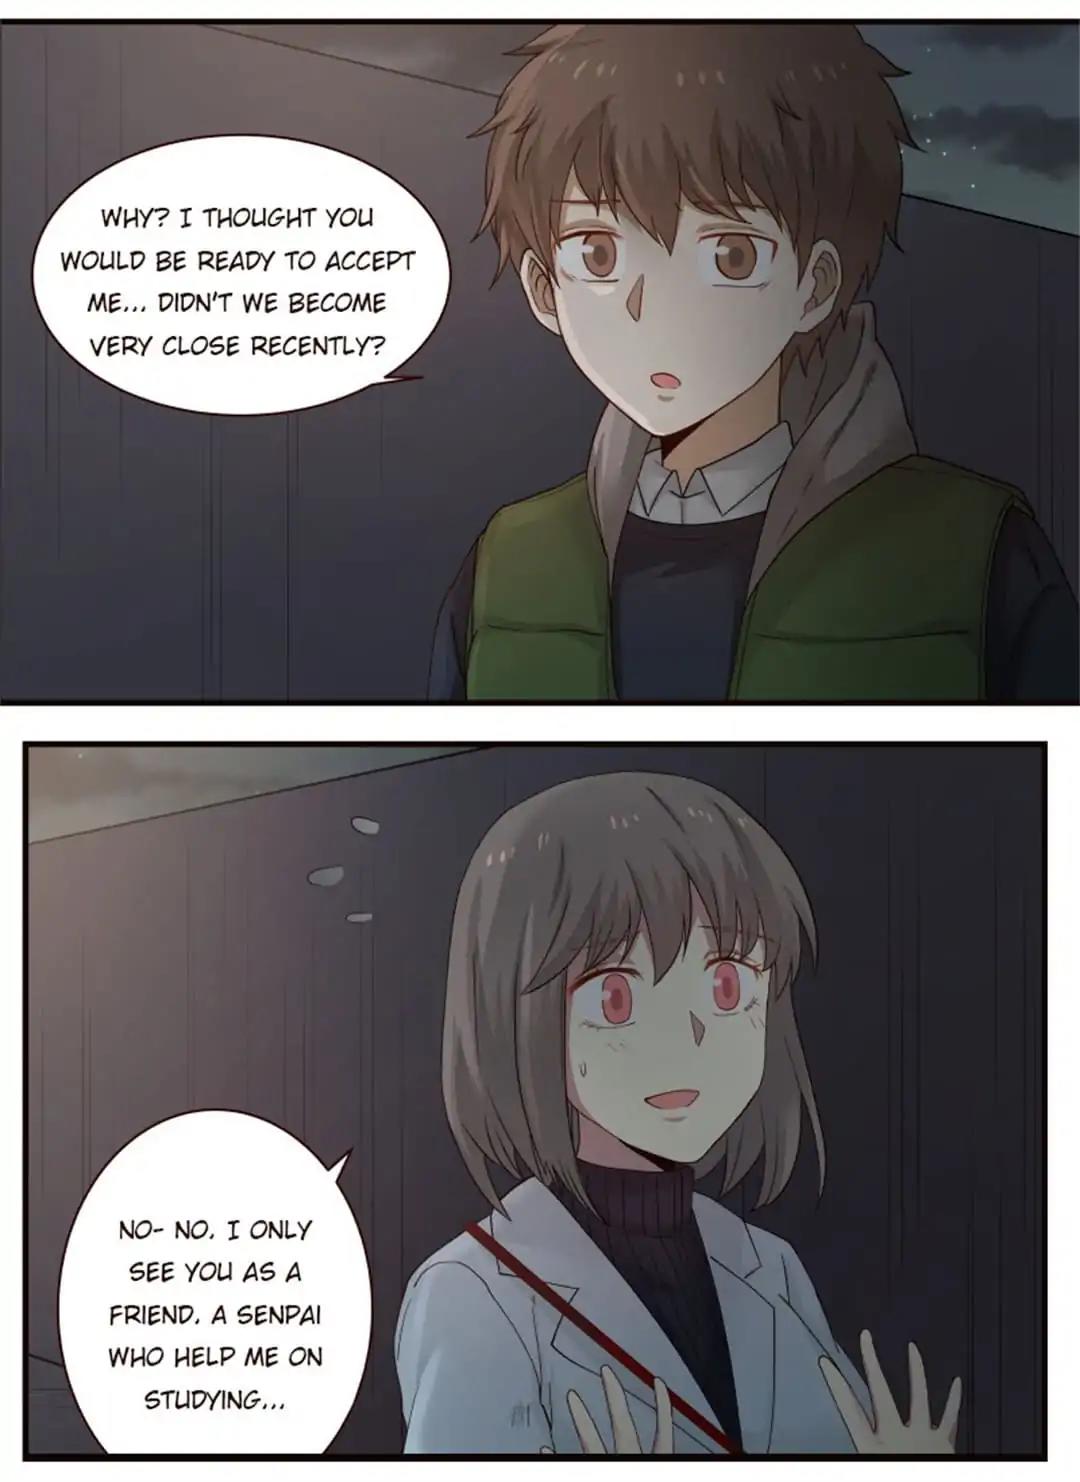 WHY? I THOUGHT YOU
WOULD BE READY TO ACCEPT
ME... DIDN'T WE BECOME
VERY CLOSE RECENTLY?
NO- NO. I ONLY
SEE YOU AS A
FRIEND. A SENPAI
WHO HELP ME ON
STUDYING...